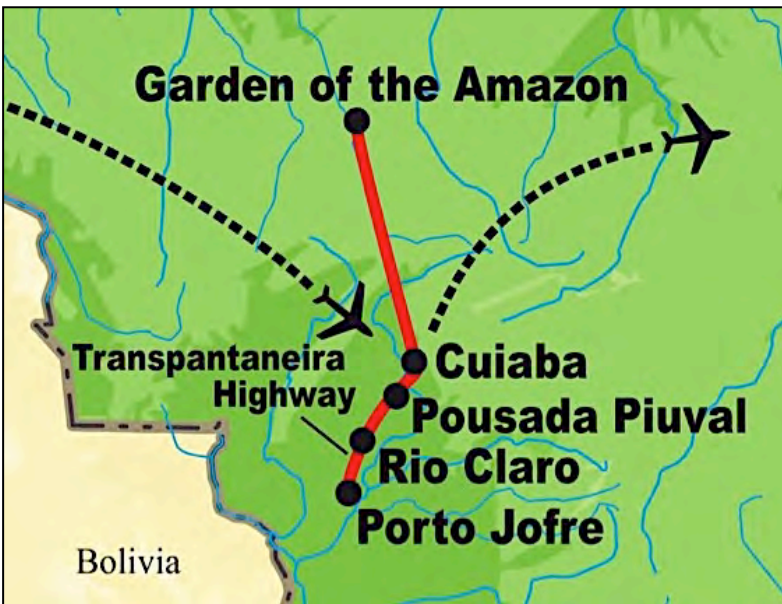 Garden of the Amazon
Transpantaneira
Highway
Cuiaba
Pousada Piuval
Rio Claro
Porto Jofre
Bolivia